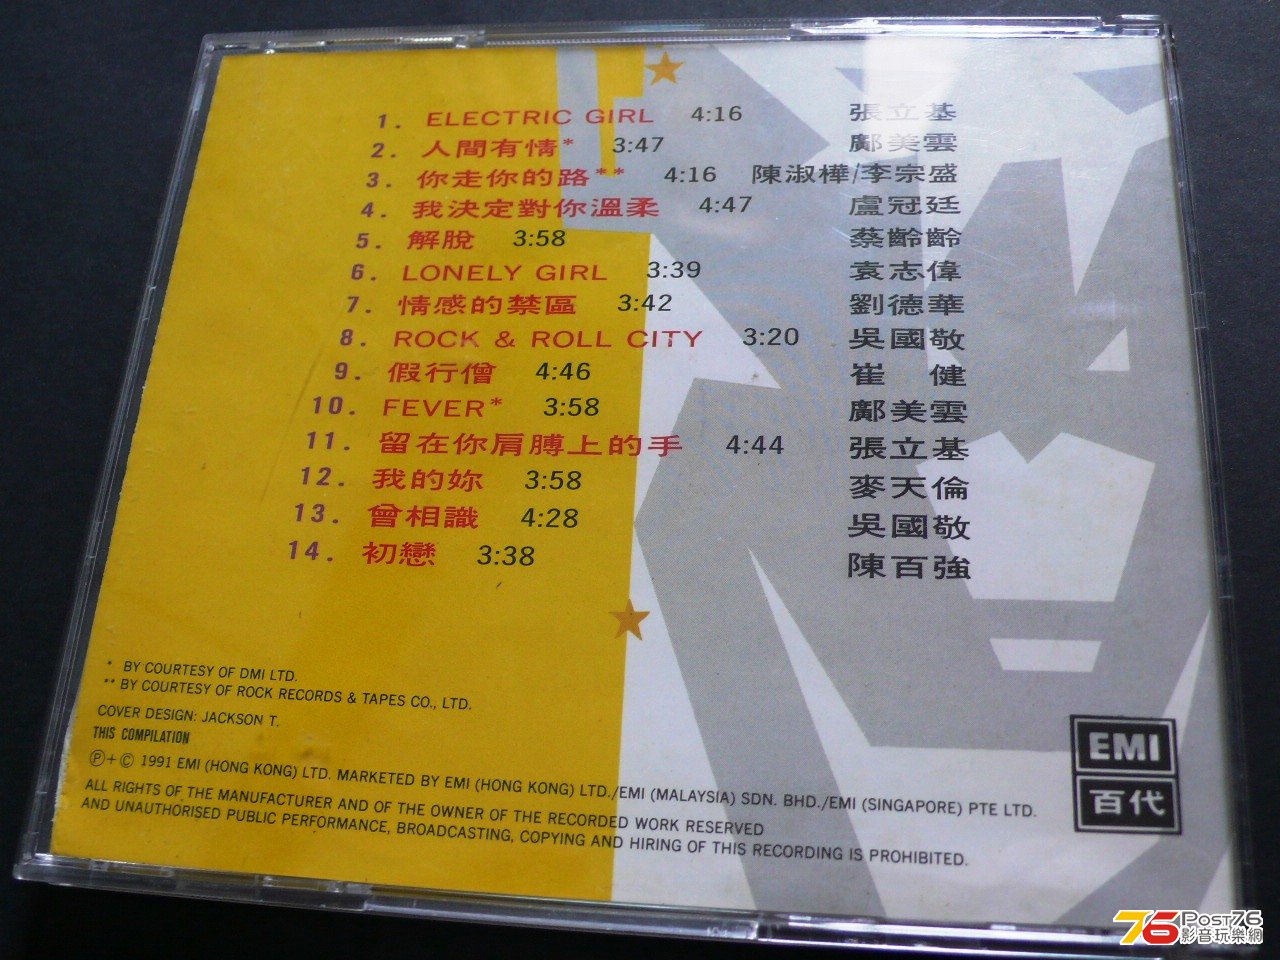 1. ELECTRIC GIRL 4:16 張立基
2. 人間有情* 3:47 鄺美雲
3. 你走你的路** 4:16 陳淑樺/李宗盛
4. 我決定對你溫柔 4:47 盧冠廷
5. 解脫 3:58 蔡齡齡
6. LONELY GIRL 3:39 袁志偉
7. 情感的禁區 3:42 劉德華
8. ROCK & ROLL CITY 3:20 吳國敬
9. 假行僧 4:46 崔 健
10. FEVER* 3:58 鄺美雲
11. 留在你肩膊上的手 4:44 張立基
12. 我的妳 3:58 麥天倫
13. 曾相識 4:28 吳國敬
14. 初戀 3:38 陳百強
* BY COURTESY OF DMI LTD.
** BY COURTESY OF ROCK RECORDS & TAPES CO., LTD.
COVER DESIGN: JACKSON T.
THIS COMPILATION
Ⓟ+© 1991 EMI (HONG KONG) LTD. MARKETED BY EMI (HONG KONG) LTD./EMI (MALAYSIA) SDN. BHD./EMI (SINGAPORE) PTE LTD.
ALL RIGHTS OF THE MANUFACTURER AND OF THE OWNER OF THE RECORDED WORK RESERVED
AND UNAUTHORISED PUBLIC PERFORMANCE, BROADCASTING, COPYING AND HIRING OF THIS RECORDING IS PROHIBITED.
EMI
百代
76 Post76
影音玩樂網